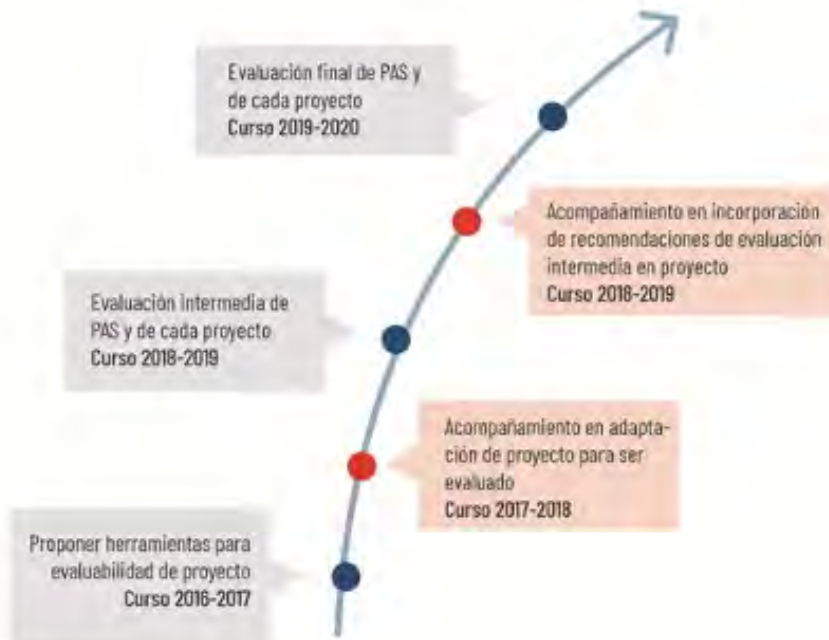 Evaluación final de PAS y
de cada proyecto
Curso 2019-2020
Acompañamiento en incorporación
de recomendaciones de evaluación
intermedia en proyecto
Curso 2018-2019
Evaluación intermedia de
PAS y de cada proyecto
Curso 2018-2019
Acompañamiento en adapta-
ción de proyecto para ser
evaluado
Curso 2017-2018
Proponer herramientas para
evaluabilidad de proyecto
Curso 2016-2017